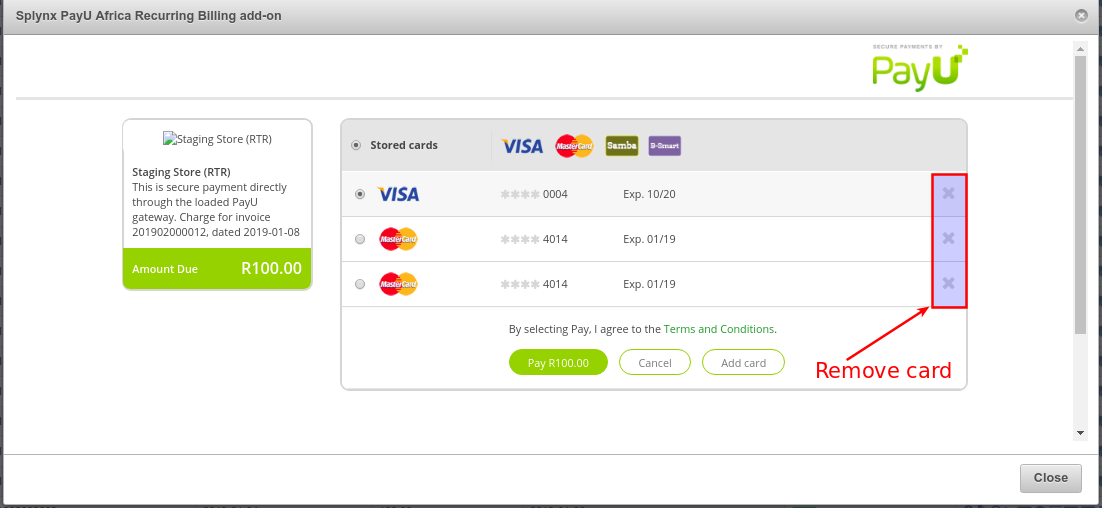 Splynx PayU Africa Recurring Billing add-on
SECURE PAYMENTS BY
PayU
Staging Store (RTR)
Staging Store (RTR)
This is secure payment directly
through the loaded PayU
gateway. Charge for invoice
201902000012, dated 2019-01-08
Amount Due R100.00
Stored cards VISA MasterCard Samba B-Smart
VISA **** 0004 Exp. 10/20
MasterCard **** 4014 Exp. 01/19
MasterCard **** 4014 Exp. 01/19
By selecting Pay, I agree to the Terms and Conditions.
Pay R100.00 Cancel Add card
Remove card
Close